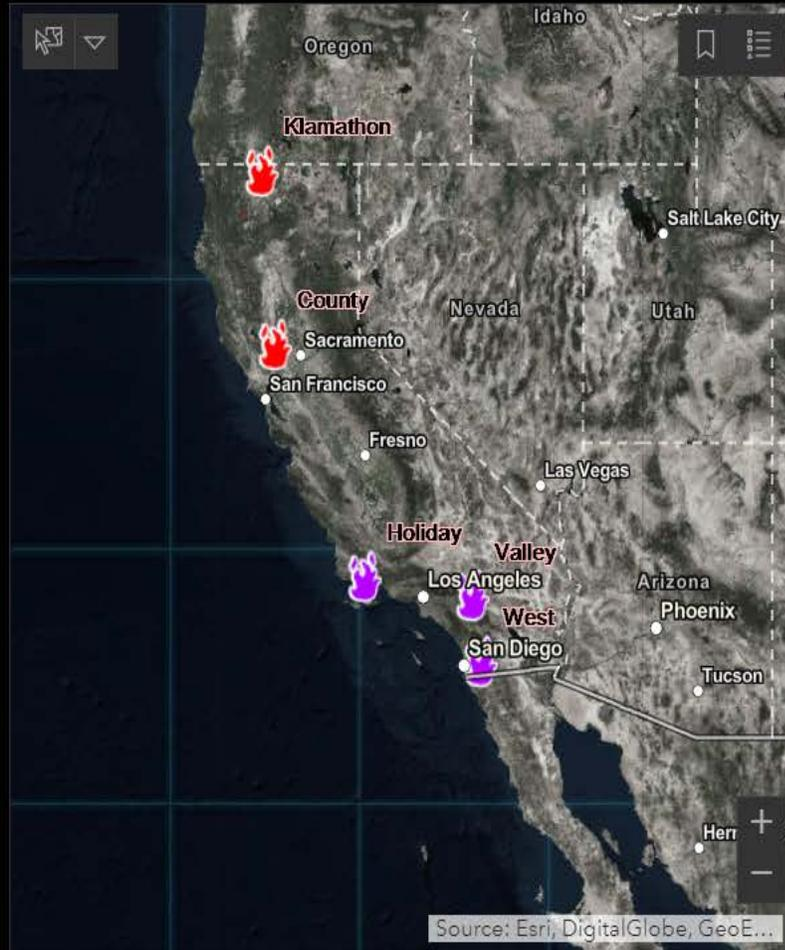 Idaho
Oregon
Klamathon
Salt Lake City
County
Nevada
Utah
Sacramento
San Francisco
Fresno
Las Vegas
Holiday
Valley
Los Angeles
Arizona
West
Phoenix
San Diego
Tucson
Herr
Source: Esri, DigitalGlobe, GeoE...